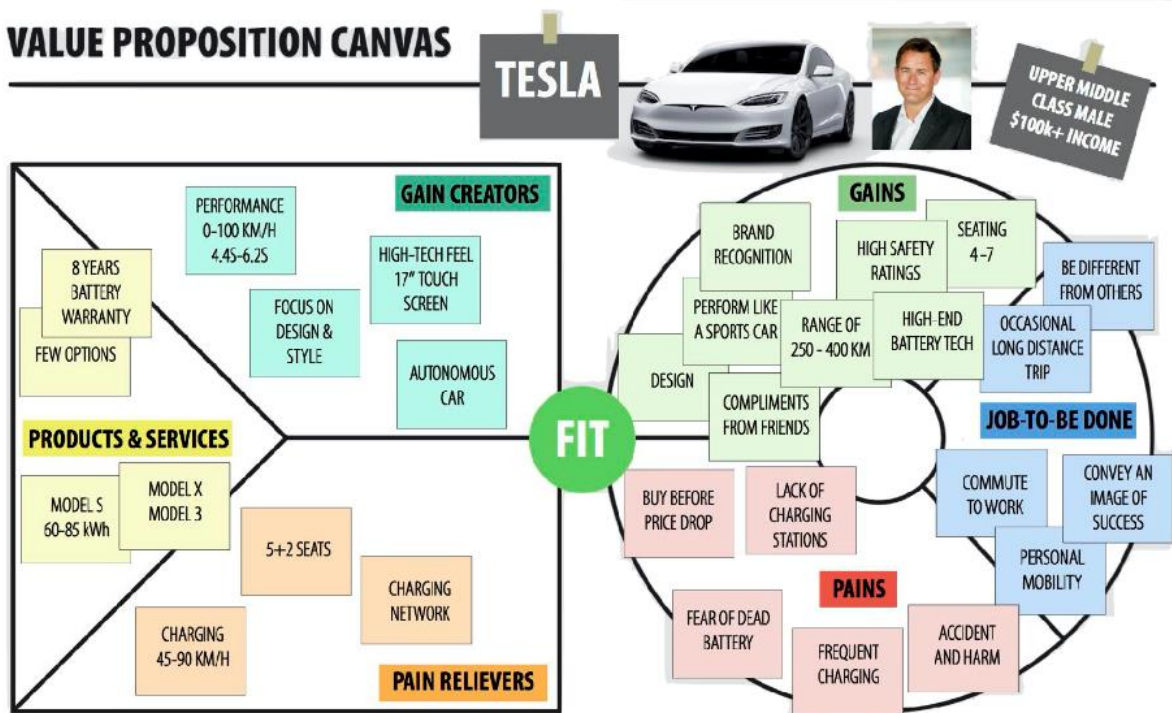 VALUE PROPOSITION CANVAS
TESLA
UPPER MIDDLE
CLASS MALE
$100k+ INCOME
GAIN CREATORS
PERFORMANCE
0-100 KM/H
4.4S-6.2S
HIGH-TECH FEEL
17" TOUCH
SCREEN
FOCUS ON
DESIGN &
STYLE
AUTONOMOUS
CAR
8 YEARS
BATTERY
WARRANTY
FEW OPTIONS
PRODUCTS & SERVICES
MODEL S
60-85 kWh
MODEL X
MODEL 3
5+2 SEATS
CHARGING
NETWORK
CHARGING
45-90 KM/H
PAIN RELIEVERS
FIT
GAINS
BRAND
RECOGNITION
HIGH SAFETY
RATINGS
SEATING
4-7
PERFORM LIKE
A SPORTS CAR
RANGE OF
250 - 400 KM
HIGH-END
BATTERY TECH
DESIGN
COMPLIMENTS
FROM FRIENDS
BE DIFFERENT
FROM OTHERS
OCCASIONAL
LONG DISTANCE
TRIP
JOB-TO-BE DONE
COMMUTE
TO WORK
CONVEY AN
IMAGE OF
SUCCESS
PERSONAL
MOBILITY
BUY BEFORE
PRICE DROP
LACK OF
CHARGING
STATIONS
PAINS
FEAR OF DEAD
BATTERY
FREQUENT
CHARGING
ACCIDENT
AND HARM